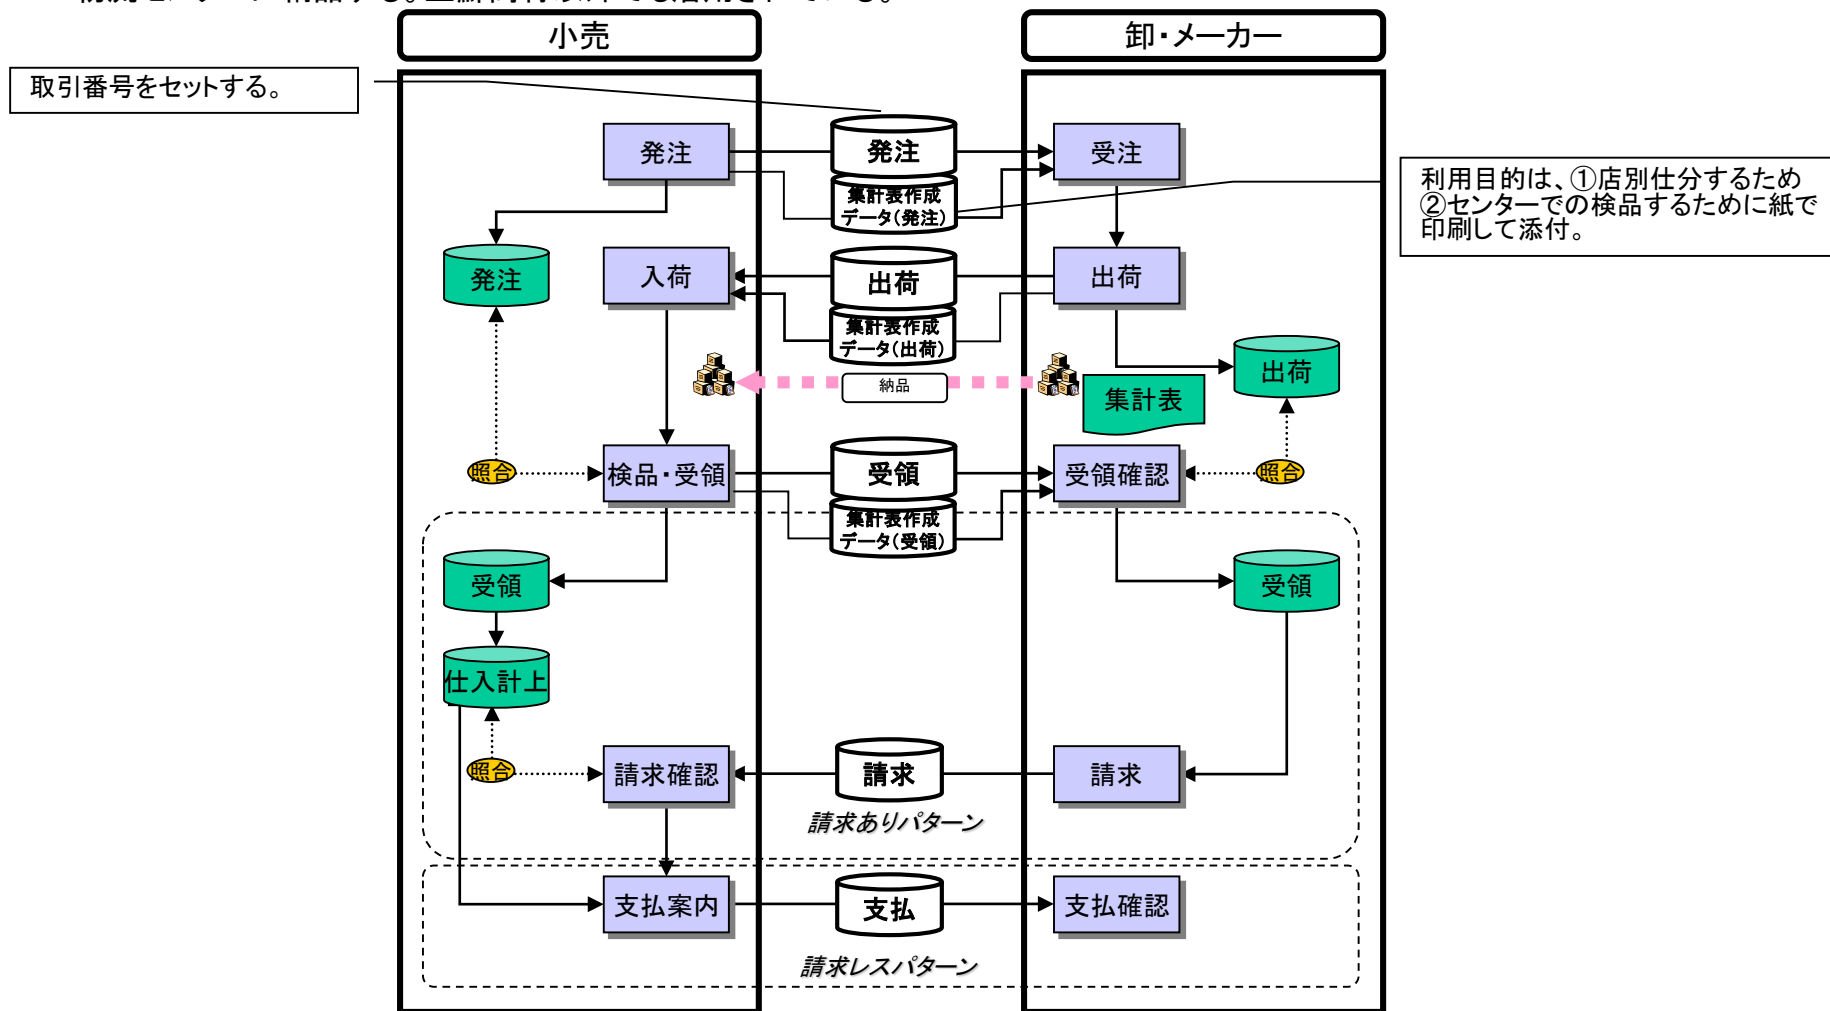 小売
卸・メーカー
取引番号をセットする。
発注
発注
受注
集計表作成
データ(発注)
利用目的は、①店別仕分するため
②センターでの検品するために紙で
印刷して添付。
発注
入荷
出荷
出荷
集計表作成
データ(出荷)
出荷
納品
集計表
照合
検品・受領
受領
受領確認
照合
集計表作成
データ(受領)
受領
受領
仕入計上
照合
請求確認
請求
請求
請求ありパターン
支払案内
支払
支払確認
請求レスパターン